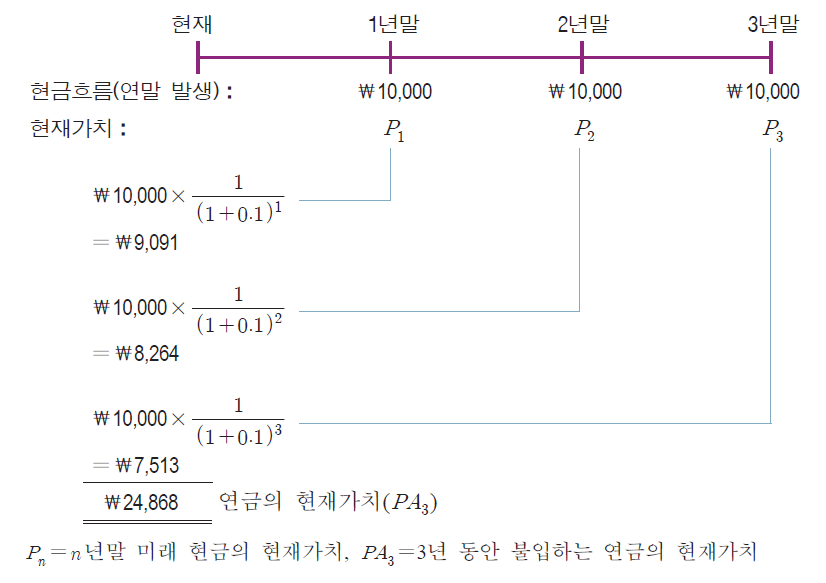 현재 1년말 2년말 3년말
현금흐름(연말 발생) : ₩10,000 ₩10,000 ₩10,000
현재가치 : P₁ P₂ P₃
₩10,000 × 1/(1+0.1)¹
= ₩9,091
₩10,000 × 1/(1+0.1)²
= ₩8,264
₩10,000 × 1/(1+0.1)³
= ₩7,513
₩24,868 연금의 현재가치(PA₃)
Pₙ=n년말 미래 현금의 현재가치, PA₃=3년 동안 불입하는 연금의 현재가치